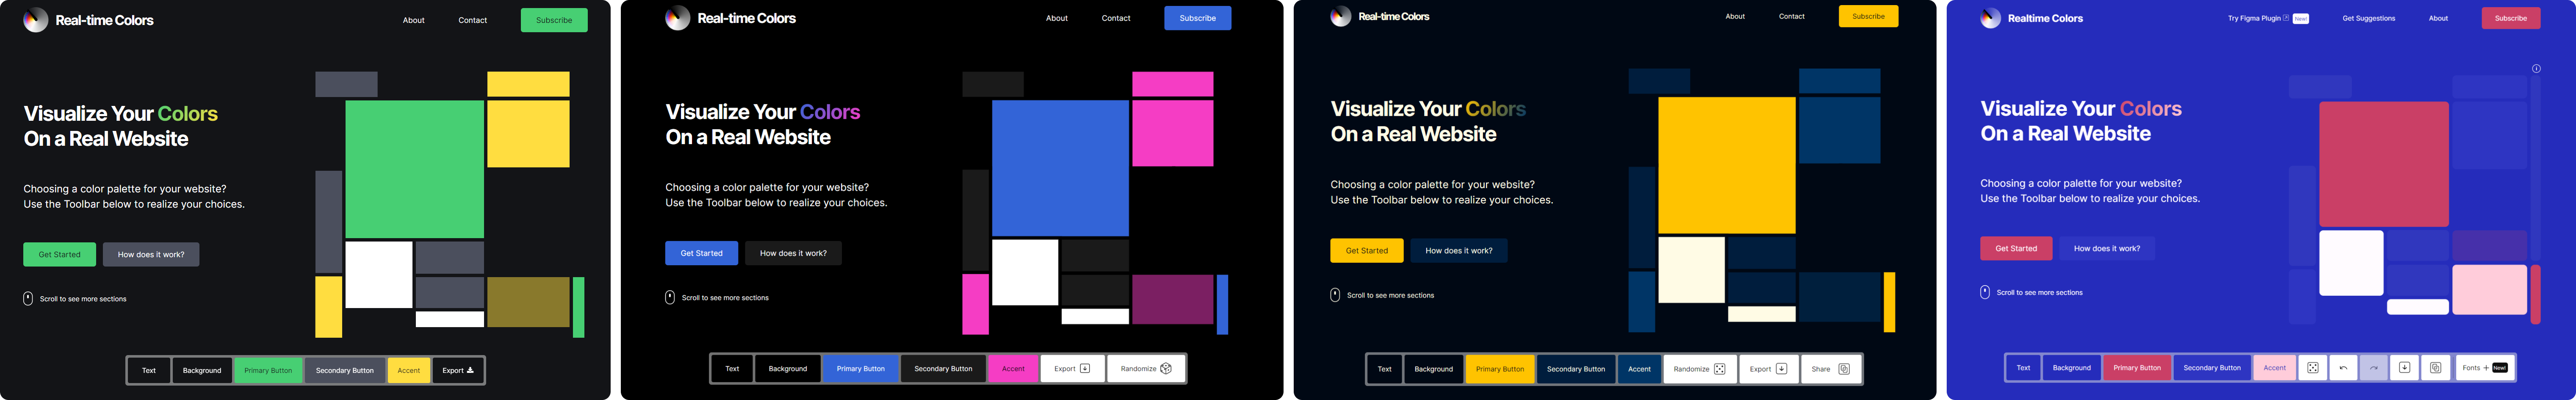 Real-time Colors
About
Contact
Subscribe
Visualize Your Colors
On a Real Website
Choosing a color palette for your website?
Use the Toolbar below to realize your choices.
Get Started
How does it work?
Scroll to see more sections
Text
Background
Primary Button
Secondary Button
Accent
Export
Real-time Colors
About
Contact
Subscribe
Visualize Your Colors
On a Real Website
Choosing a color palette for your website?
Use the Toolbar below to realize your choices.
Get Started
How does it work?
Scroll to see more sections
Text
Background
Primary Button
Secondary Button
Accent
Export
Randomize
Real-time Colors
About
Contact
Subscribe
Visualize Your Colors
On a Real Website
Choosing a color palette for your website?
Use the Toolbar below to realize your choices.
Get Started
How does it work?
Scroll to see more sections
Text
Background
Primary Button
Secondary Button
Accent
Randomize
Export
Share
Realtime Colors
Try Figma Plugin
New!
Get Suggestions
About
Subscribe
Visualize Your Colors
On a Real Website
Choosing a color palette for your website?
Use the Toolbar below to realize your choices.
Get Started
How does it work?
Scroll to see more sections
Text
Background
Primary Button
Secondary Button
Accent
Fonts +
New!